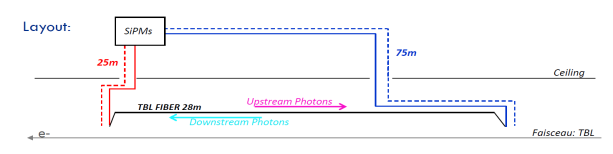 Layout:
SiPMs
25m
75m
Ceiling
TBL FIBER 28m
Upstream Photons
Downstream Photons
e-
Faisceau: TBL